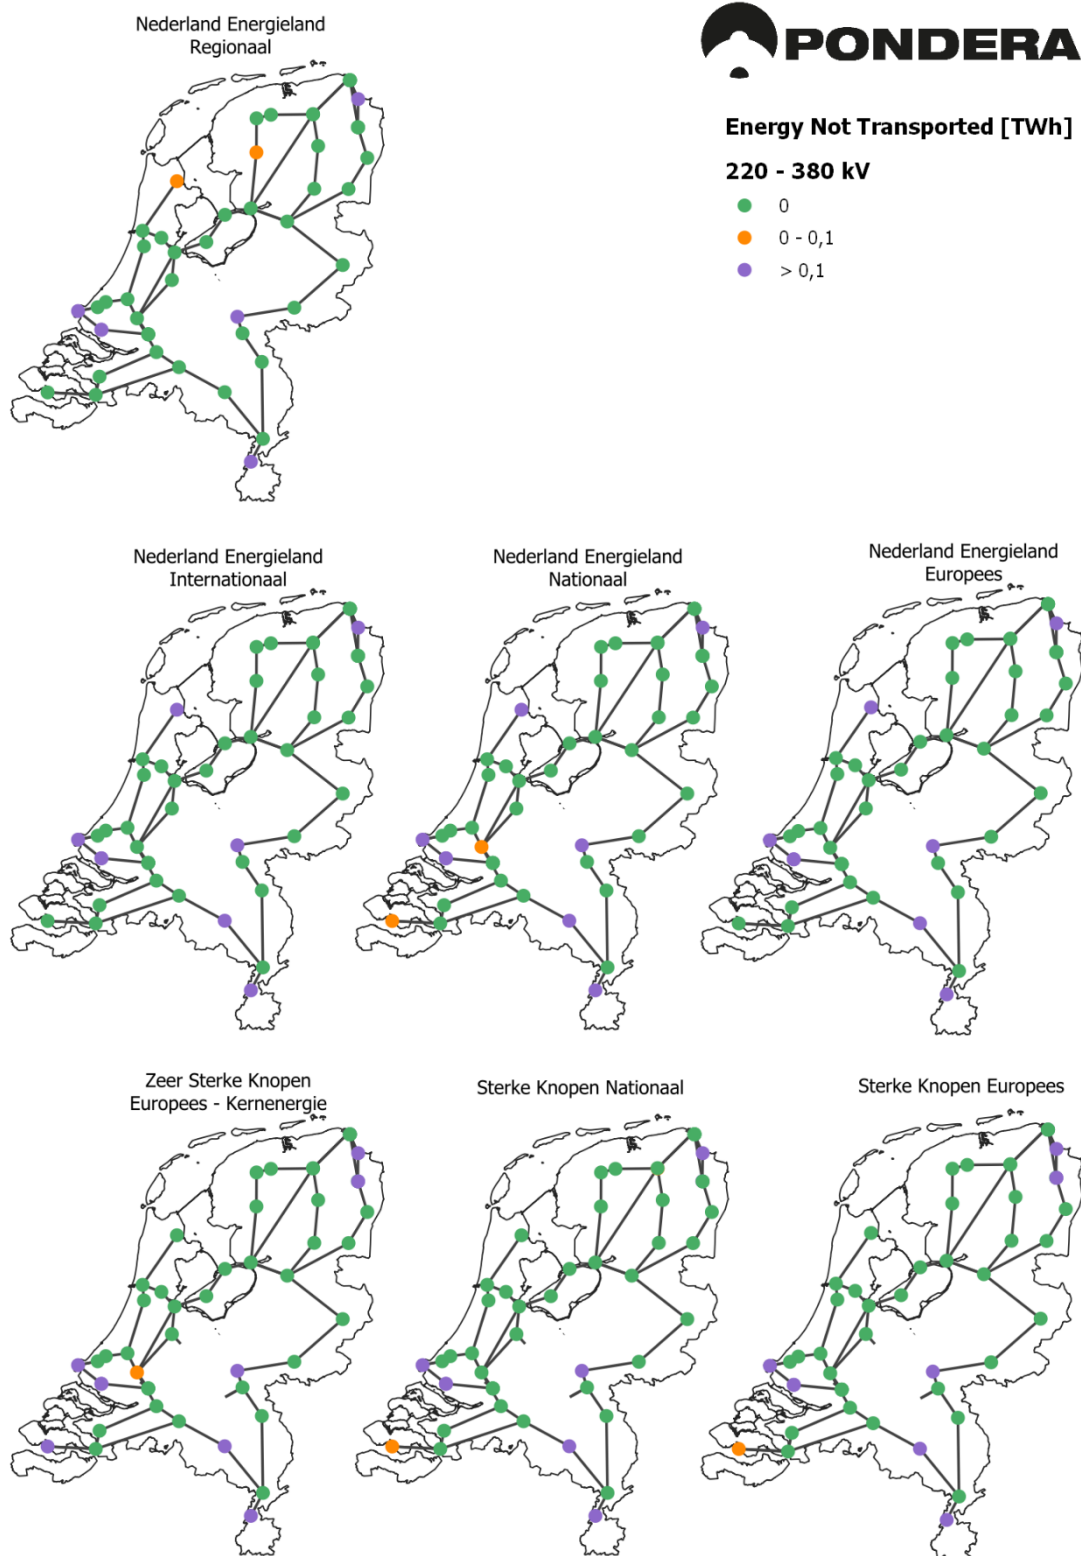 Nederland Energieland
Regionaal
PONDERA
Energy Not Transported [TWh]
220 - 380 kV
0
0 - 0,1
> 0,1
Nederland Energieland
Internationaal
Nederland Energieland
Nationaal
Nederland Energieland
Europees
Zeer Sterke Knopen
Europees - Kernenergie
Sterke Knopen Nationaal
Sterke Knopen Europees